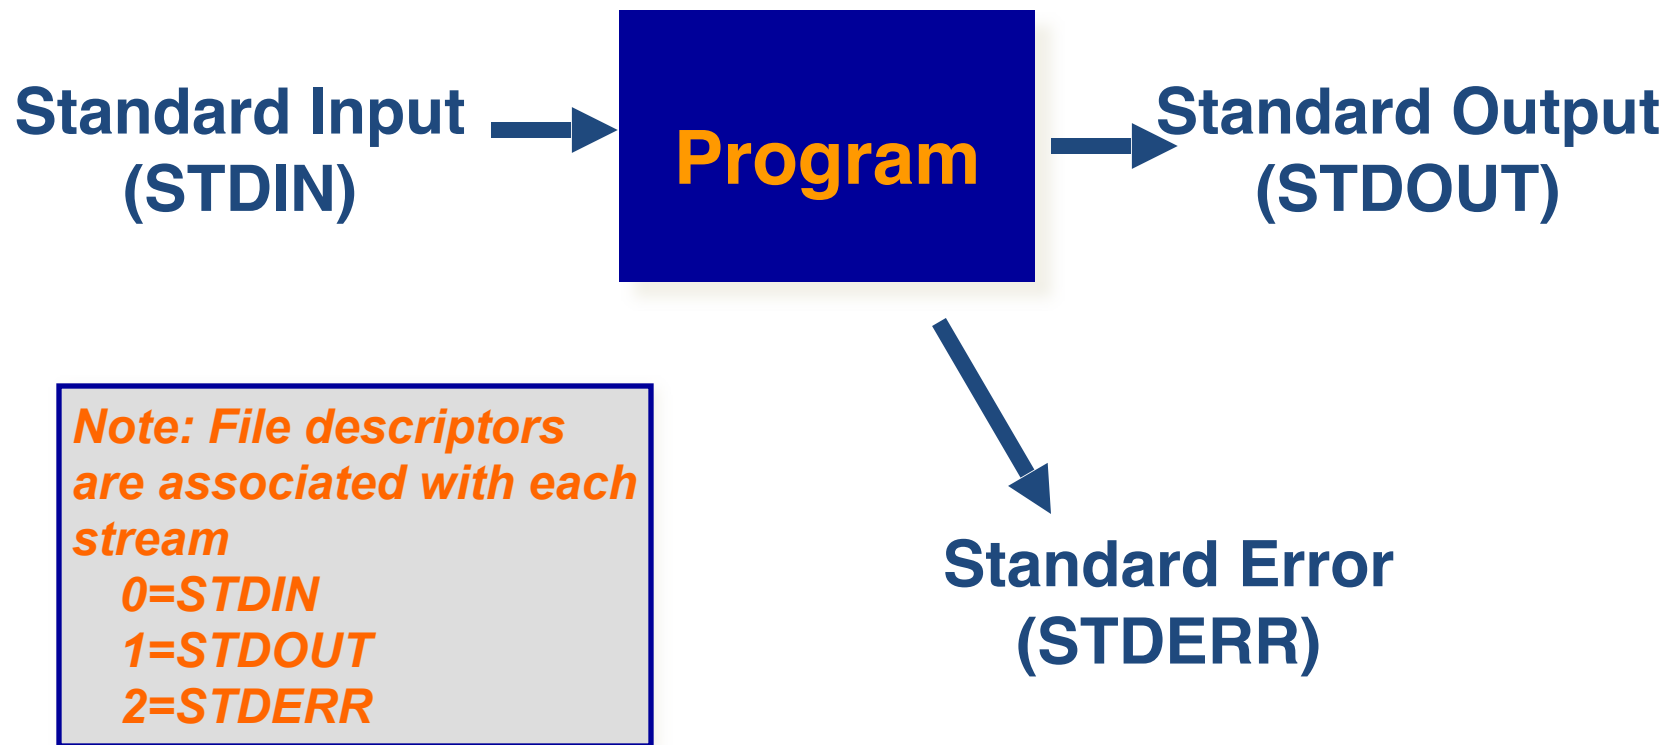 Standard Input
(STDIN)
Program
Standard Output
(STDOUT)
Note: File descriptors
are associated with each
stream
0=STDIN
1=STDOUT
2=STDERR
Standard Error
(STDERR)